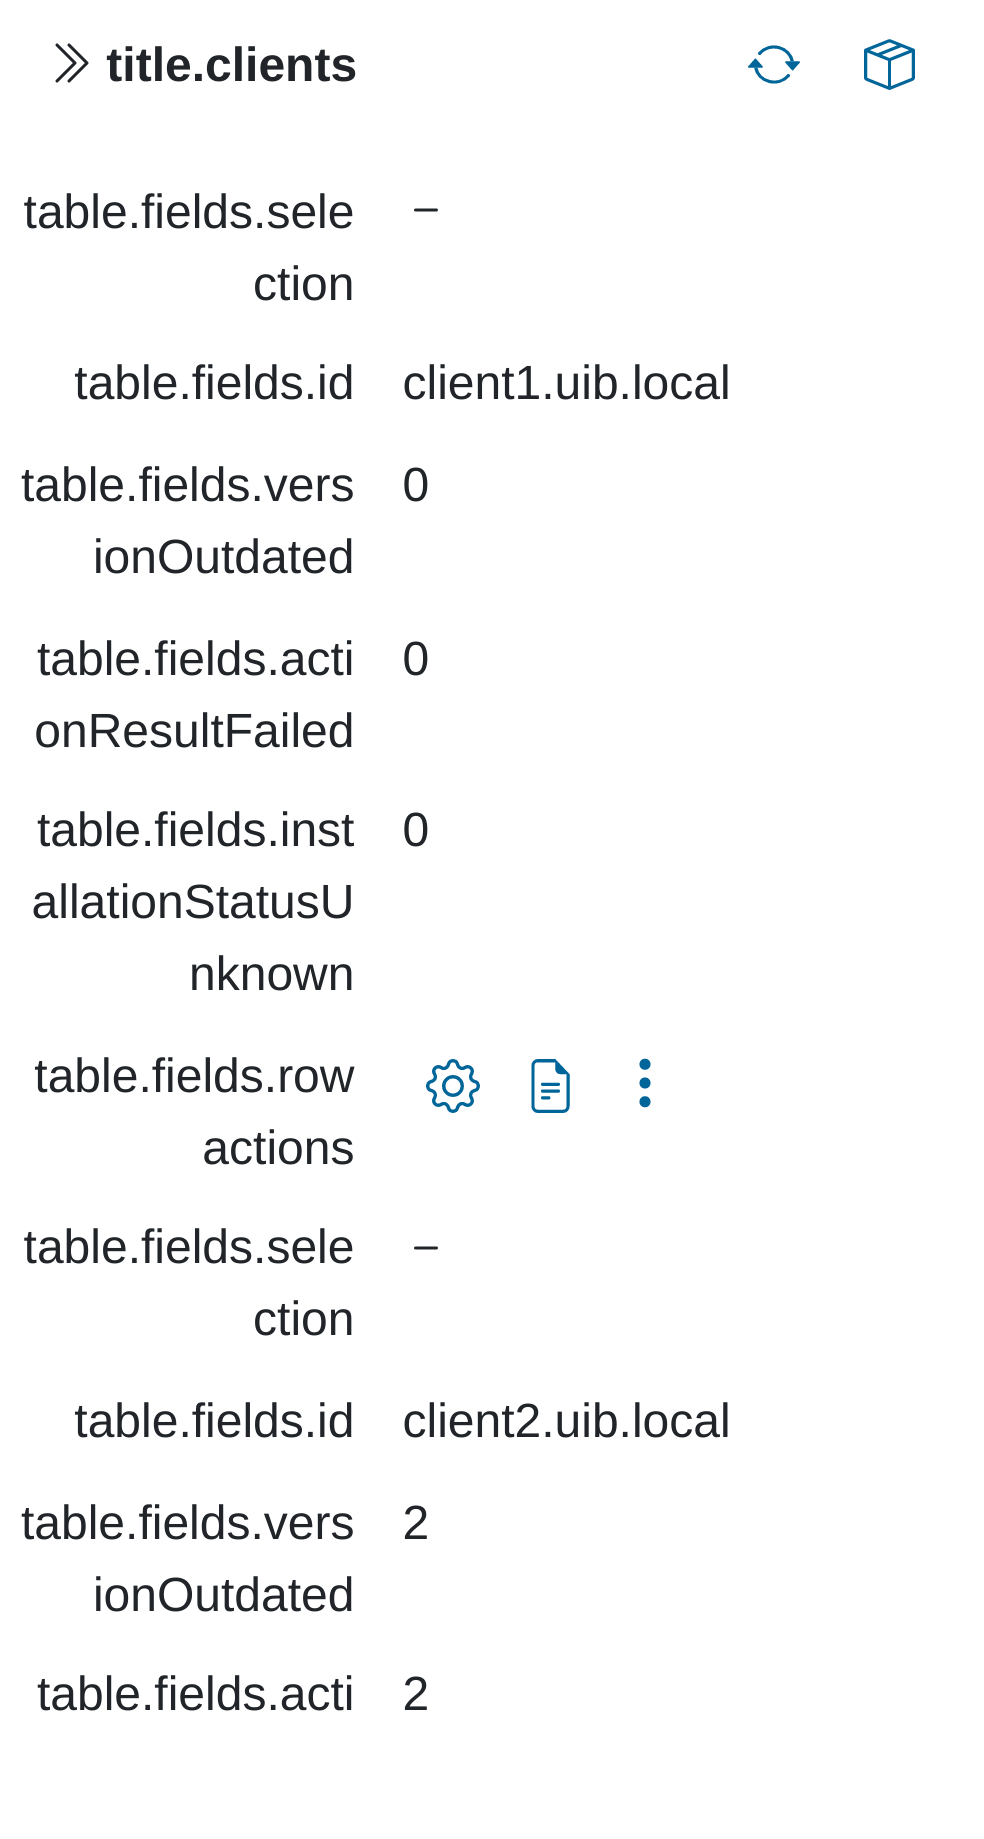 title.clients
table.fields.sele –
ction
table.fields.id client1.uib.local
table.fields.vers 0
ionOutdated
table.fields.acti 0
onResultFailed
table.fields.inst 0
allationStatusU
nknown
table.fields.row
actions
table.fields.sele –
ction
table.fields.id client2.uib.local
table.fields.vers 2
ionOutdated
table.fields.acti 2